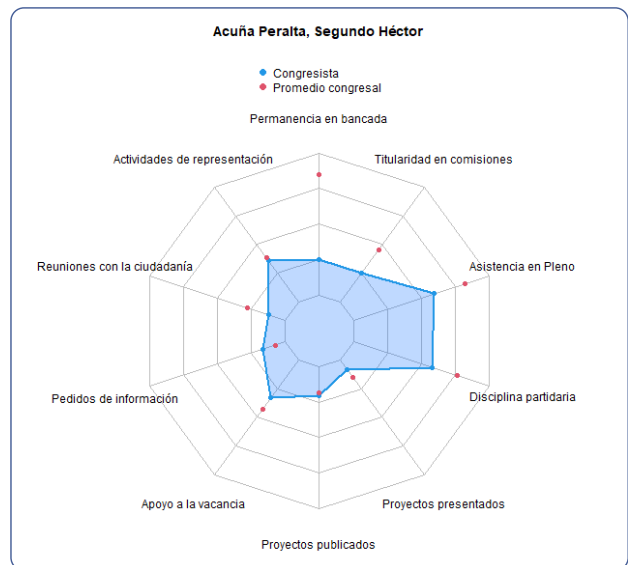 Acuña Peralta, Segundo Héctor
Congresista
Promedio congresal
Permanencia en bancada
Actividades de representación
Titularidad en comisiones
Reuniones con la ciudadanía
Asistencia en Pleno
Pedidos de información
Disciplina partidaria
Apoyo a la vacancia
Proyectos presentados
Proyectos publicados